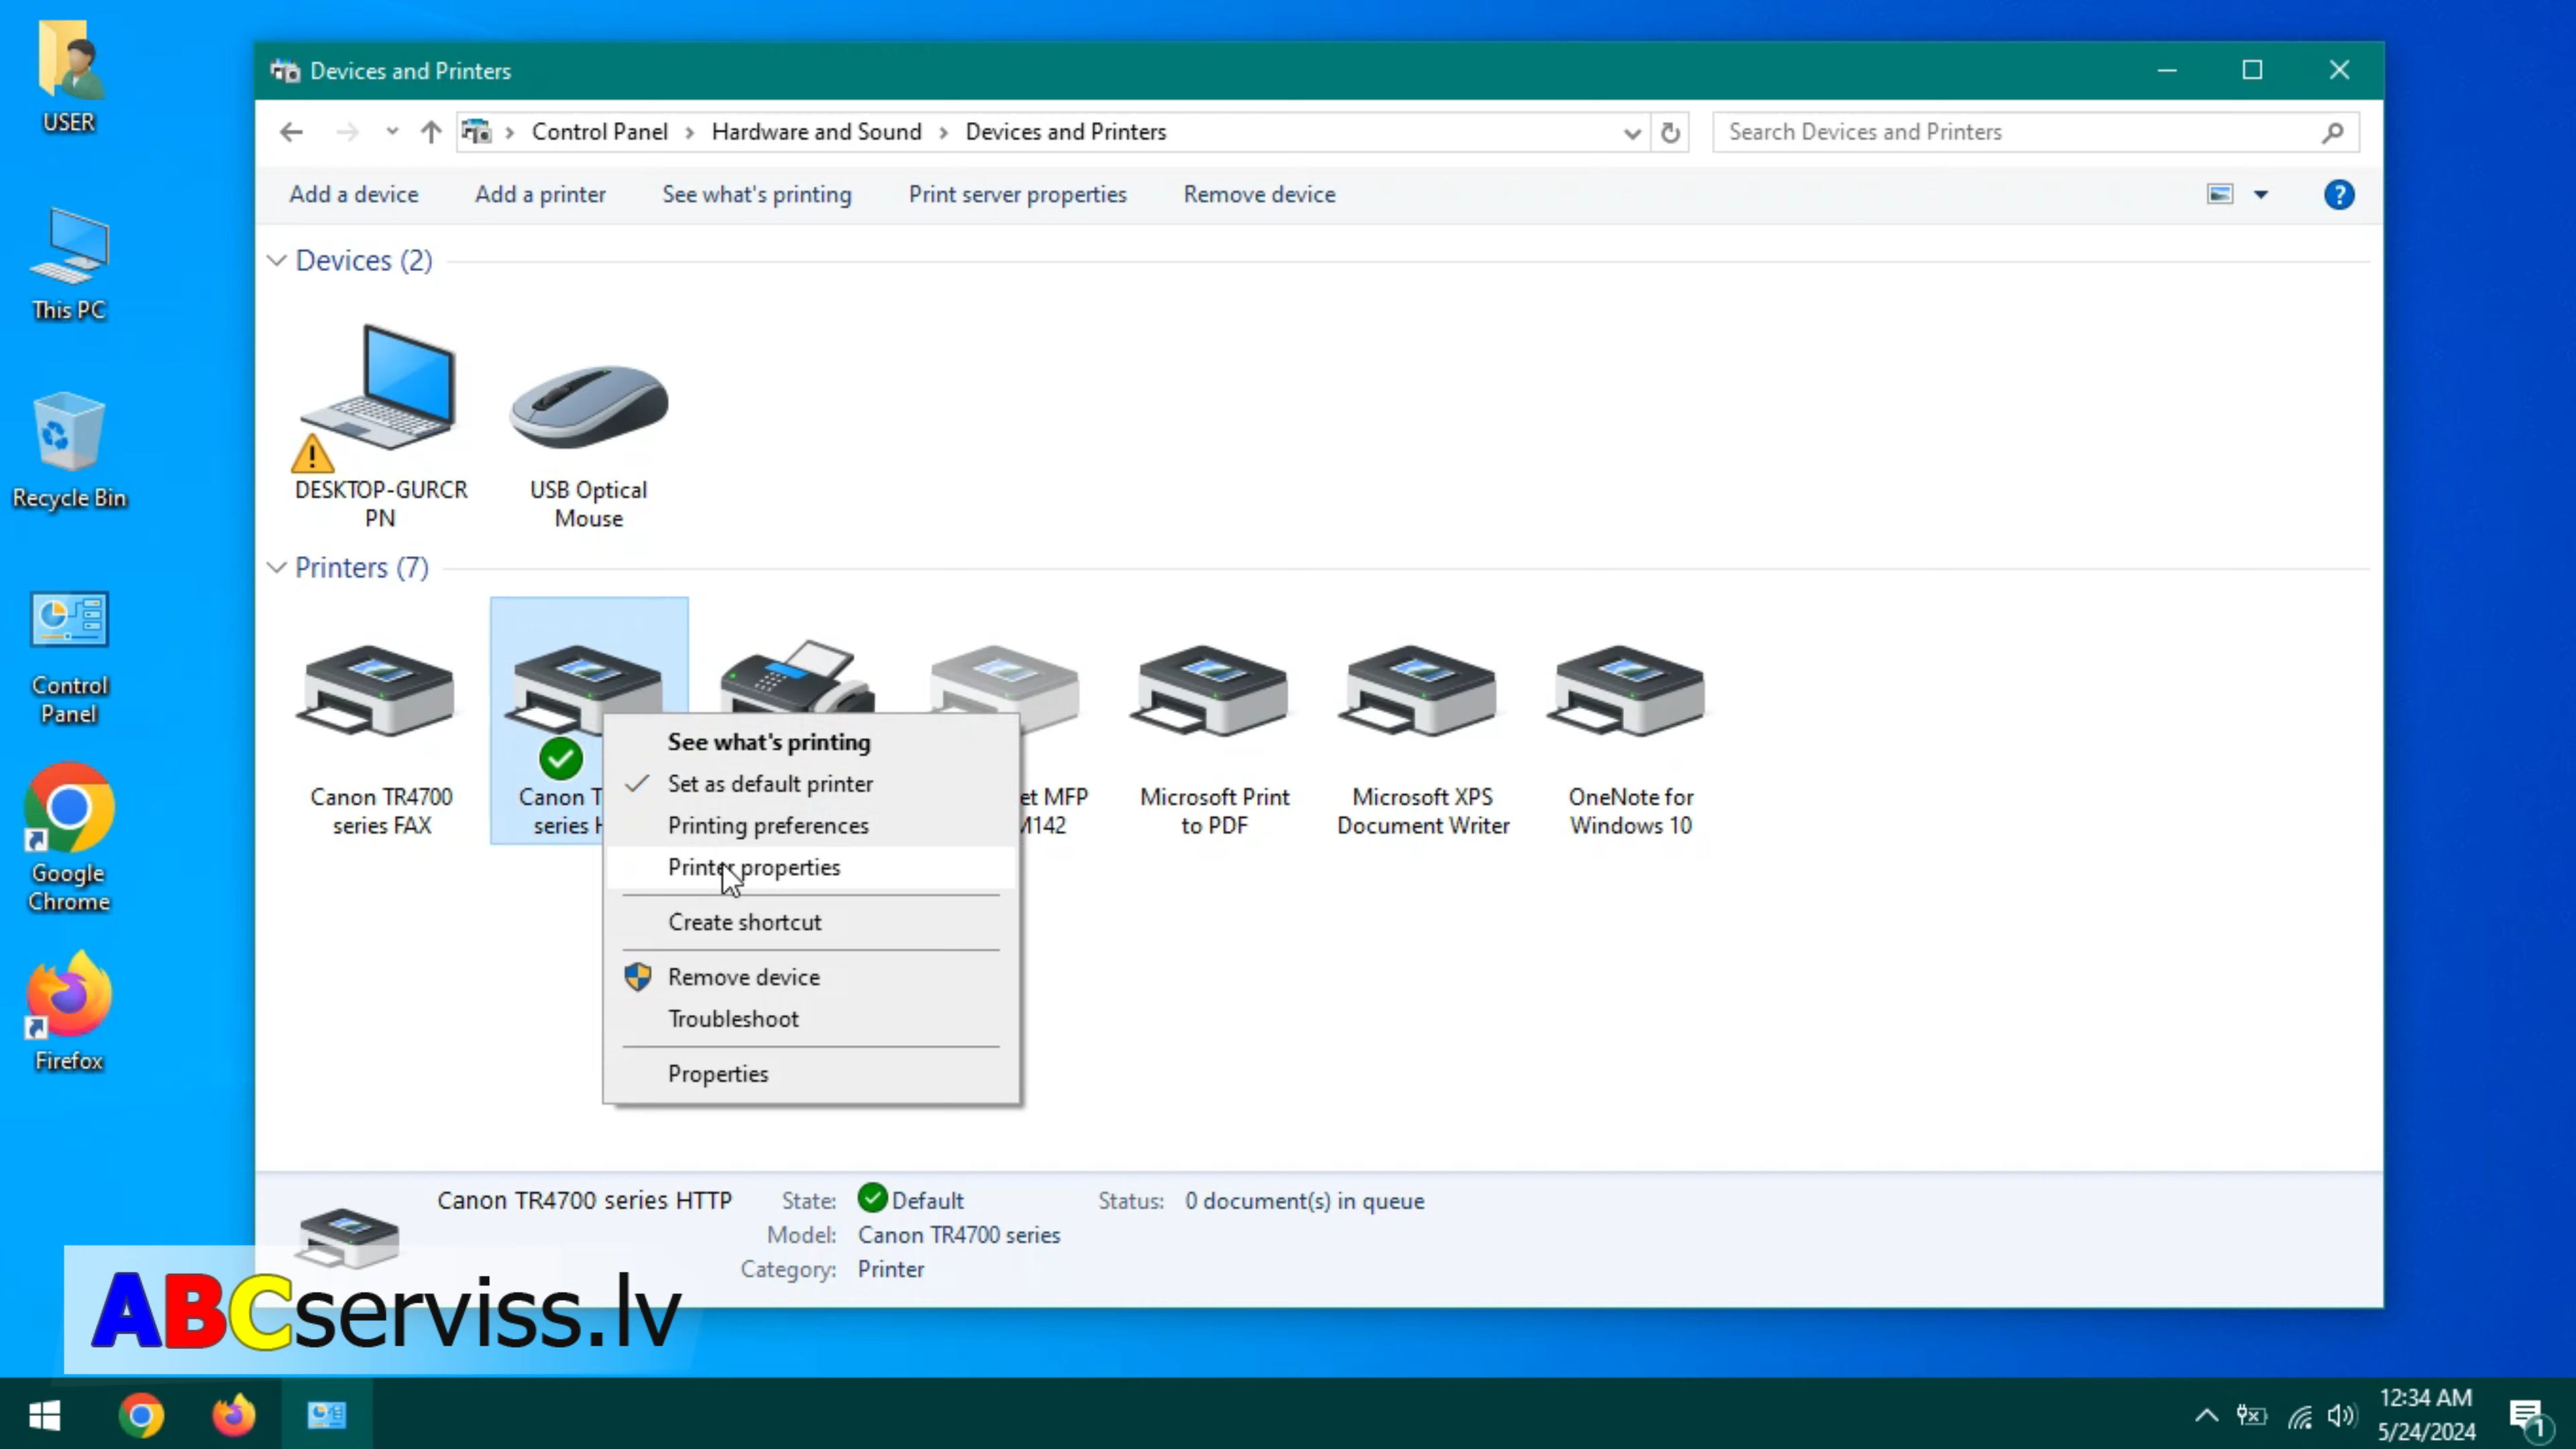 USER
This PC
Recycle Bin
Control
Panel
Google
Chrome
Firefox
Devices and Printers
Control Panel
Hardware and Sound
Devices and Printers
Search Devices and Printers
Add a device
Add a printer
See what's printing
Print server properties
Remove device
?
Devices (2)
DESKTOP-GURCR
PN
USB Optical
Mouse
Printers (7)
Canon TR4700
series FAX
Canon T
series H
et MFP
M142
Microsoft Print
to PDF
Microsoft XPS
Document Writer
OneNote for
Windows 10
See what's printing
Set as default printer
Printing preferences
Printer properties
Create shortcut
Remove device
Troubleshoot
Properties
Canon TR4700 series HTTP
State: Default
Status: 0 document(s) in queue
Model: Canon TR4700 series
Category: Printer
ABCserviss.lv
12:34 AM
5/24/2024
1